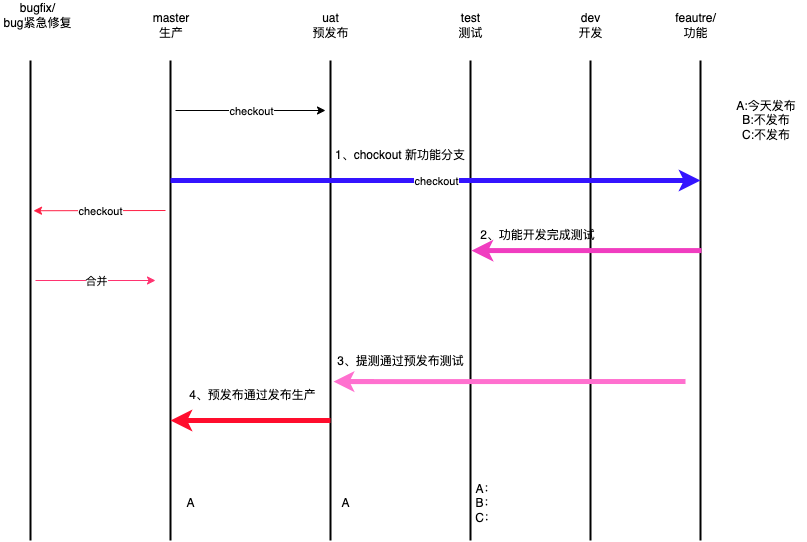 bugfix/
bug紧急修复
master
生产
uat
预发布
test
测试
dev
开发
feautre/
功能
checkout
A:今天发布
B:不发布
C:不发布
1、chockout 新功能分支
checkout
checkout
2、功能开发完成测试
合并
3、提测通过预发布测试
4、预发布通过发布生产
A
A
A：
B：
C：